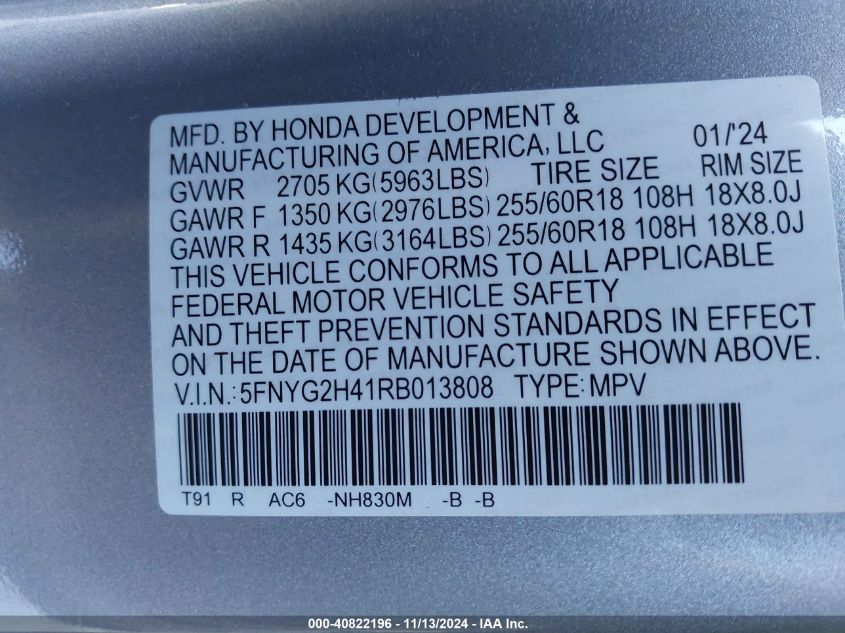 MFD. BY HONDA DEVELOPMENT &
MANUFACTURING OF AMERICA, LLC 01/'24
GVWR 2705 KG(5963LBS) TIRE SIZE RIM SIZE
GAWR F 1350 KG(2976LBS) 255/60R18 108H 18X8.0J
GAWR R 1435 KG(3164LBS) 255/60R18 108H 18X8.0J
THIS VEHICLE CONFORMS TO ALL APPLICABLE
FEDERAL MOTOR VEHICLE SAFETY
AND THEFT PREVENTION STANDARDS IN EFFECT
ON THE DATE OF MANUFACTURE SHOWN ABOVE.
V.I.N.: 5FNYG2H41RB013808 TYPE: MPV
T91 R AC6 -NH830M -B -B
000-40822196 - 11/13/2024 - IAA Inc.